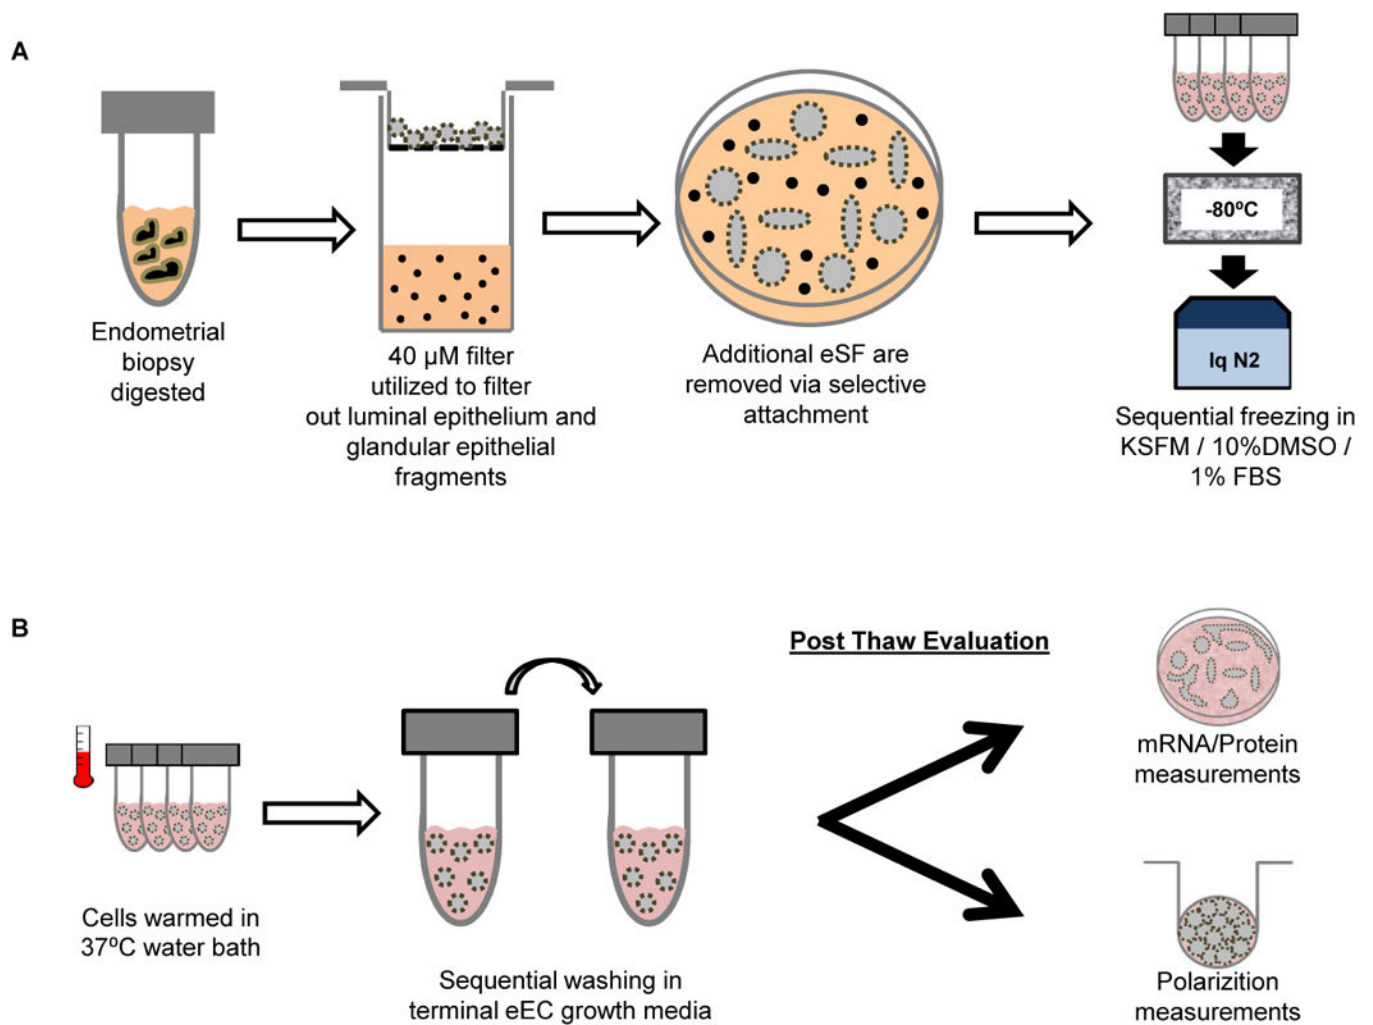 A
Endometrial
biopsy
digested
40 µM filter
utilized to filter
out luminal epithelium and
glandular epithelial
fragments
Additional eSF are
removed via selective
attachment
-80ºC
lq N2
Sequential freezing in
KSFM / 10%DMSO /
1% FBS
B
Cells warmed in
37ºC water bath
Sequential washing in
terminal eEC growth media
Post Thaw Evaluation
mRNA/Protein
measurements
Polarizition
measurements